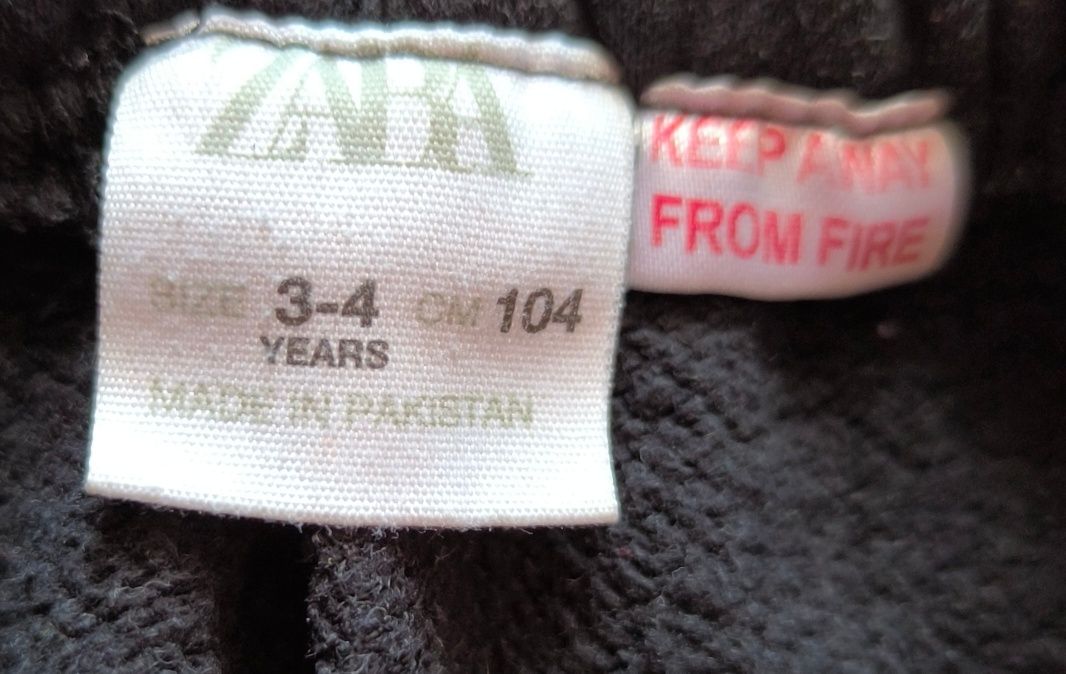 ZARA
SIZE 3-4 CM 104
YEARS
MADE IN PAKISTAN
KEEP AWAY
FROM FIRE